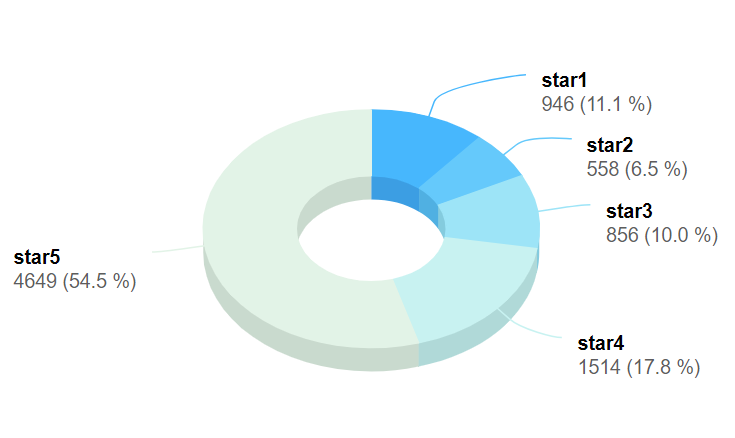 star1
946 (11.1 %)
star2
558 (6.5 %)
star3
856 (10.0 %)
star5
4649 (54.5 %)
star4
1514 (17.8 %)